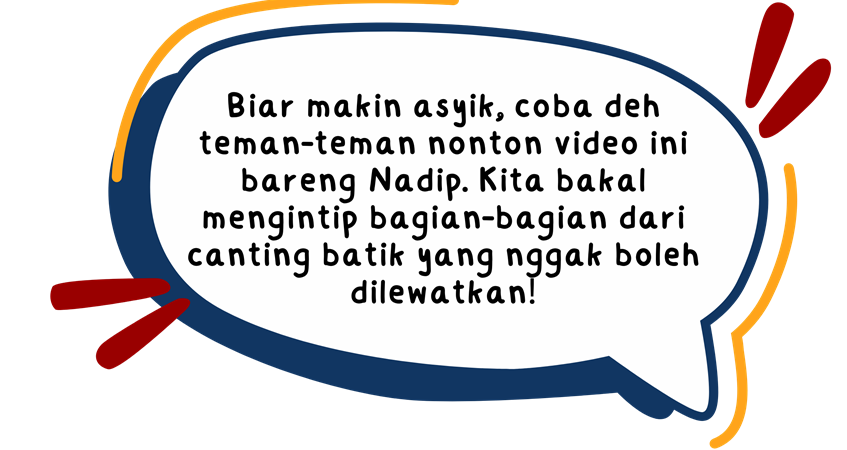 Biar makin asyik, coba deh
teman-teman nonton video ini
bareng Nadip. Kita bakal
mengintip bagian-bagian dari
canting batik yang nggak boleh
dilewatkan!